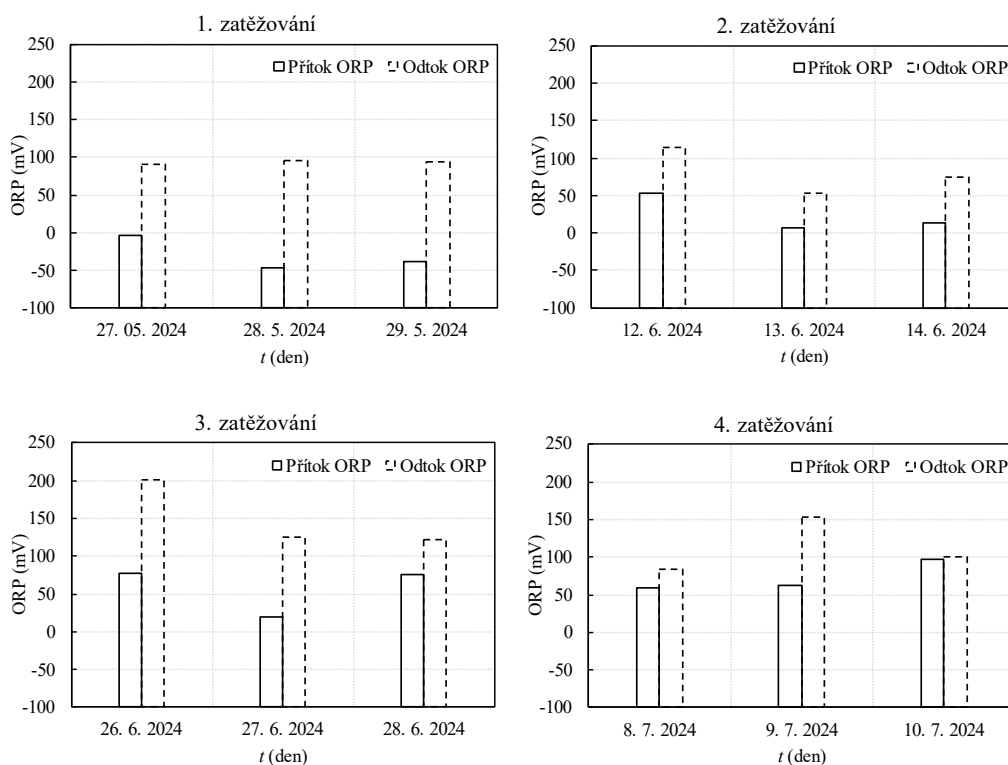 1. zatěžování
250
200
150
100
50
0
-50
-100
ORP (mV)
Přítok ORP
Odtok ORP
27. 05. 2024
28. 5. 2024
29. 5. 2024
t (den)
2. zatěžování
250
200
150
100
50
0
-50
-100
ORP (mV)
Přítok ORP
Odtok ORP
12. 6. 2024
13. 6. 2024
14. 6. 2024
t (den)
3. zatěžování
250
200
150
100
50
0
-50
-100
ORP (mV)
Přítok ORP
Odtok ORP
26. 6. 2024
27. 6. 2024
28. 6. 2024
t (den)
4. zatěžování
250
200
150
100
50
0
-50
-100
ORP (mV)
Přítok ORP
Odtok ORP
8. 7. 2024
9. 7. 2024
10. 7. 2024
t (den)